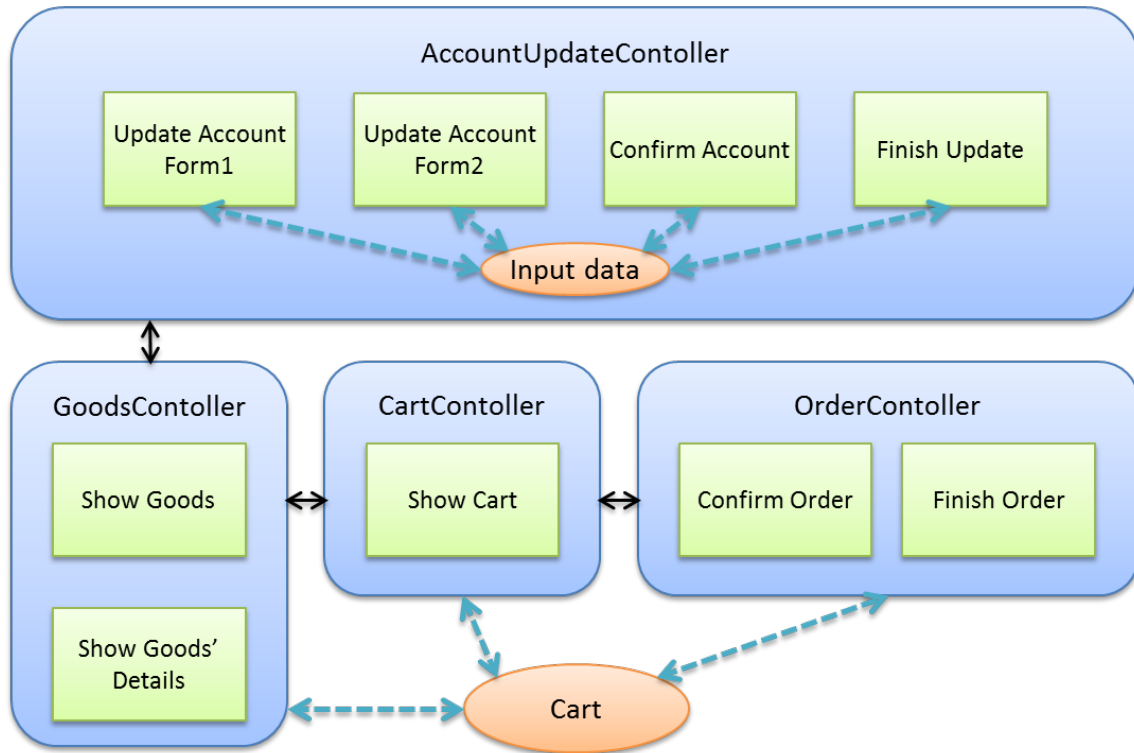 AccountUpdateContoller
Update Account
Form1
Update Account
Form2
Confirm Account
Finish Update
Input data
GoodsContoller
Show Goods
Show Goods’
Details
CartContoller
Show Cart
OrderContoller
Confirm Order
Finish Order
Cart